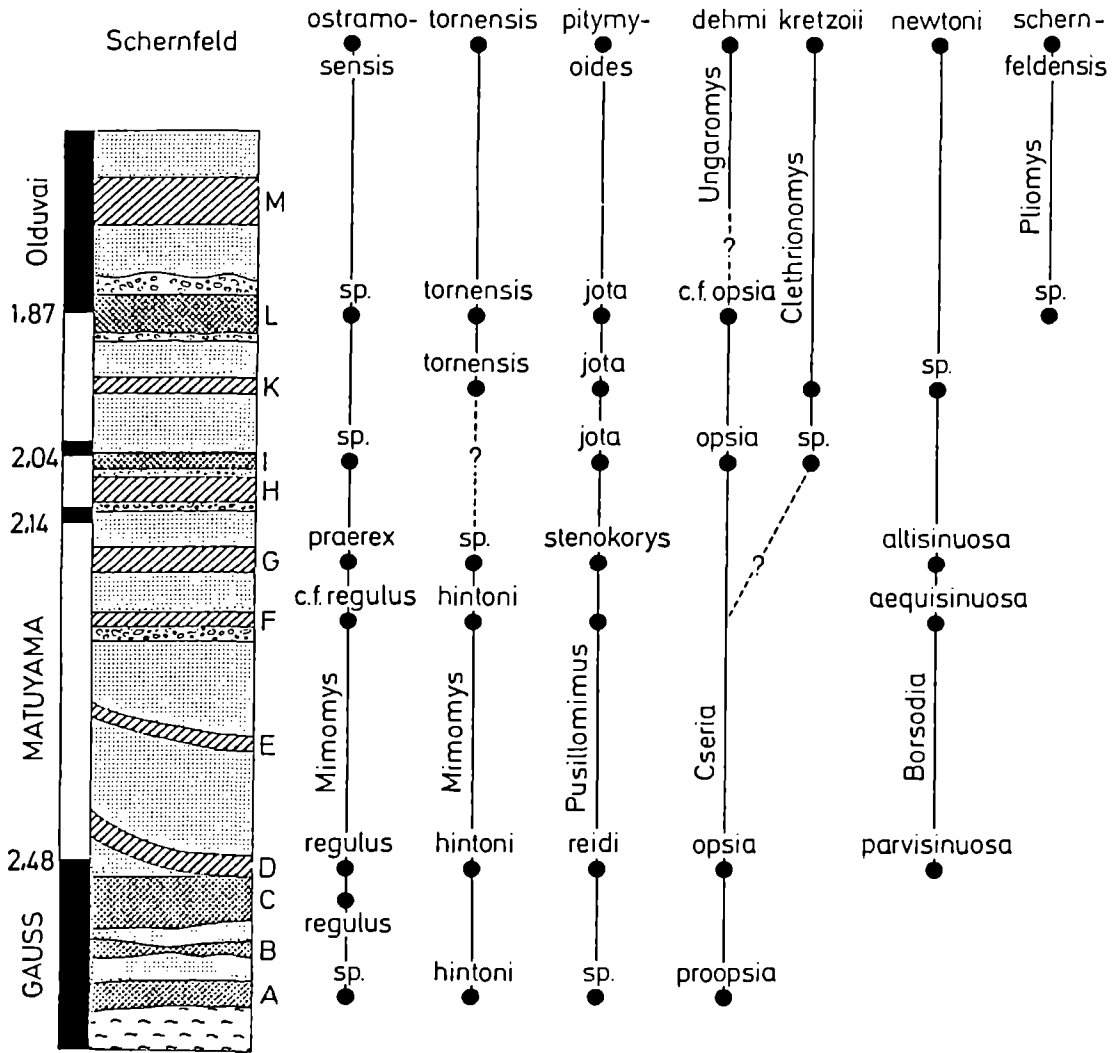 Schernfeld
ostramo-
sensis
tornensis
pitymy-
oides
dehmi
kretzoii
newtoni
schern-
feldensis
Ungaromys
Clethrionomys
Pliomys
Olduvai
M
?
sp.
tornensis
jota
c.f. opsia
sp.
1,87
L
tornensis
jota
sp.
K
sp.
jota
opsia
sp.
2,04
I
?
H
2,14
praerex
sp.
stenokorys
altisinuosa
G
?
c.f. regulus
hintoni
aequisinuosa
F
MATUYAMA
Mimomys
Mimomys
Pusillomimus
Cseria
Borsodia
E
regulus
hintoni
reidi
opsia
parvisinuosa
2,48
D
C
regulus
GAUSS
B
sp.
hintoni
sp.
proopsia
A